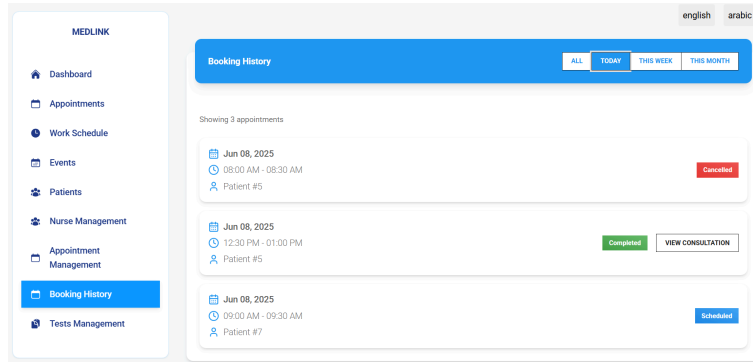 english arabic
MEDLINK
Dashboard
Appointments
Work Schedule
Events
Patients
Nurse Management
Appointment
Management
Booking History
Tests Management
Booking History
ALL TODAY THIS WEEK THIS MONTH
Showing 3 appointments
Jun 08, 2025
08:00 AM - 08:30 AM
Patient #5
Cancelled
Jun 08, 2025
12:30 PM - 01:00 PM
Patient #5
Completed VIEW CONSULTATION
Jun 08, 2025
09:00 AM - 09:30 AM
Patient #7
Scheduled